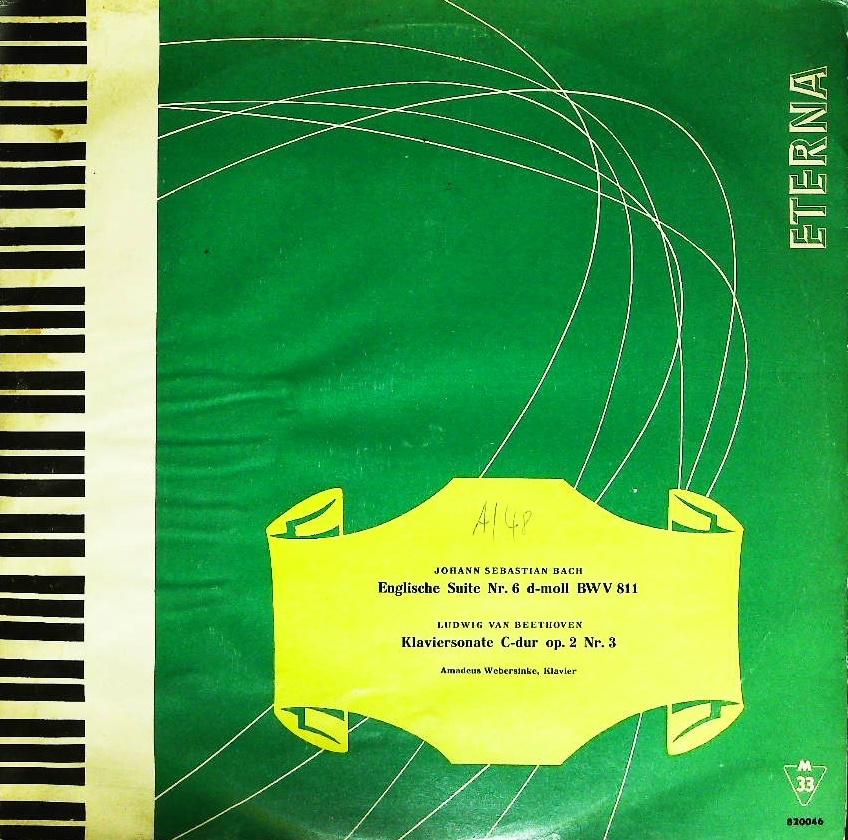 ETERNA
A/48
JOHANN SEBASTIAN BACH
Englische Suite Nr. 6 d-moll BWV 811
LUDWIG VAN BEETHOVEN
Klaviersonate C-dur op. 2 Nr. 3
Amadeus Webersinke, Klavier
M
33
820046